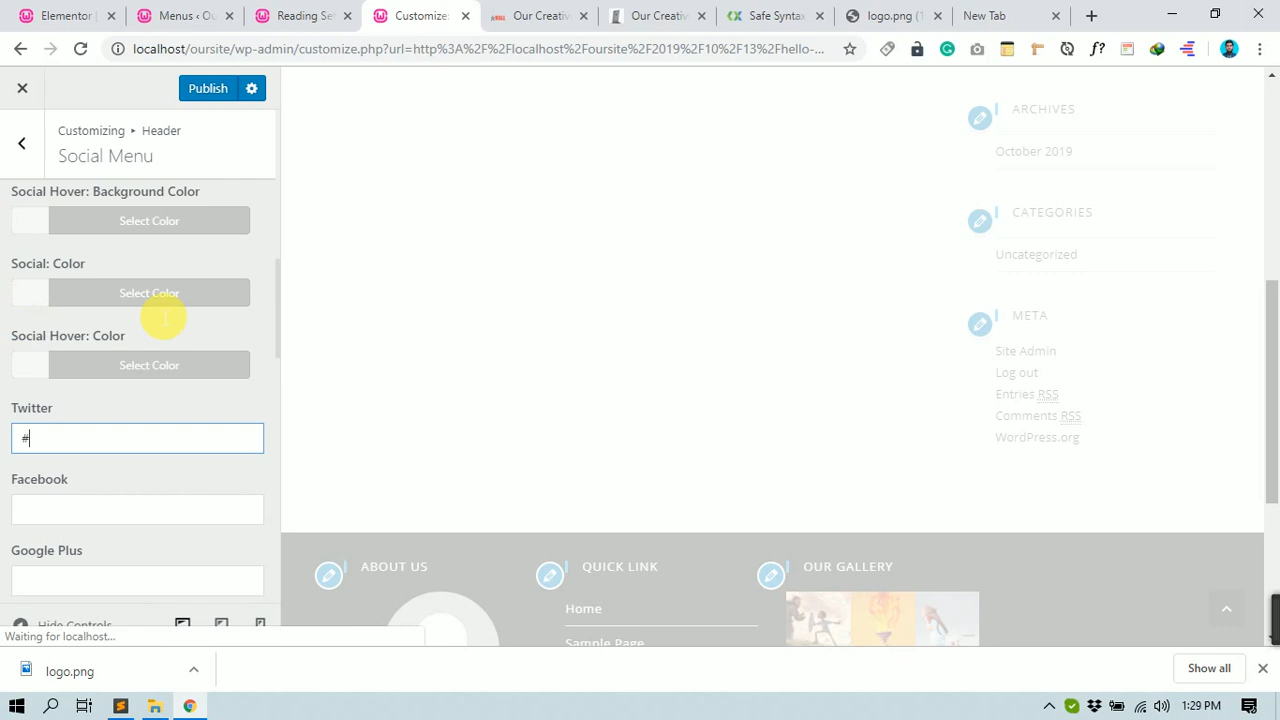 Elementor
Menus ‹ Ou
Reading Se
Customize:
Our Creativ
Our Creativ
Safe Syntax
logo.png (1
New Tab
localhost/oursite/wp-admin/customize.php?url=http%3A%2F%2Flocalhost%2Foursite%2F2019%2F10%2F13%2Fhello-...
Publish
Customizing ▸ Header
Social Menu
Social Hover: Background Color
Select Color
Social: Color
Select Color
Social Hover: Color
Select Color
Twitter
#
Facebook
Google Plus
Hide Controls
Waiting for localhost...
ARCHIVES
October 2019
CATEGORIES
Uncategorized
META
Site Admin
Log out
Entries RSS
Comments RSS
WordPress.org
ABOUT US
QUICK LINK
Home
Sample Page
OUR GALLERY
logo.png
Show all
1:29 PM